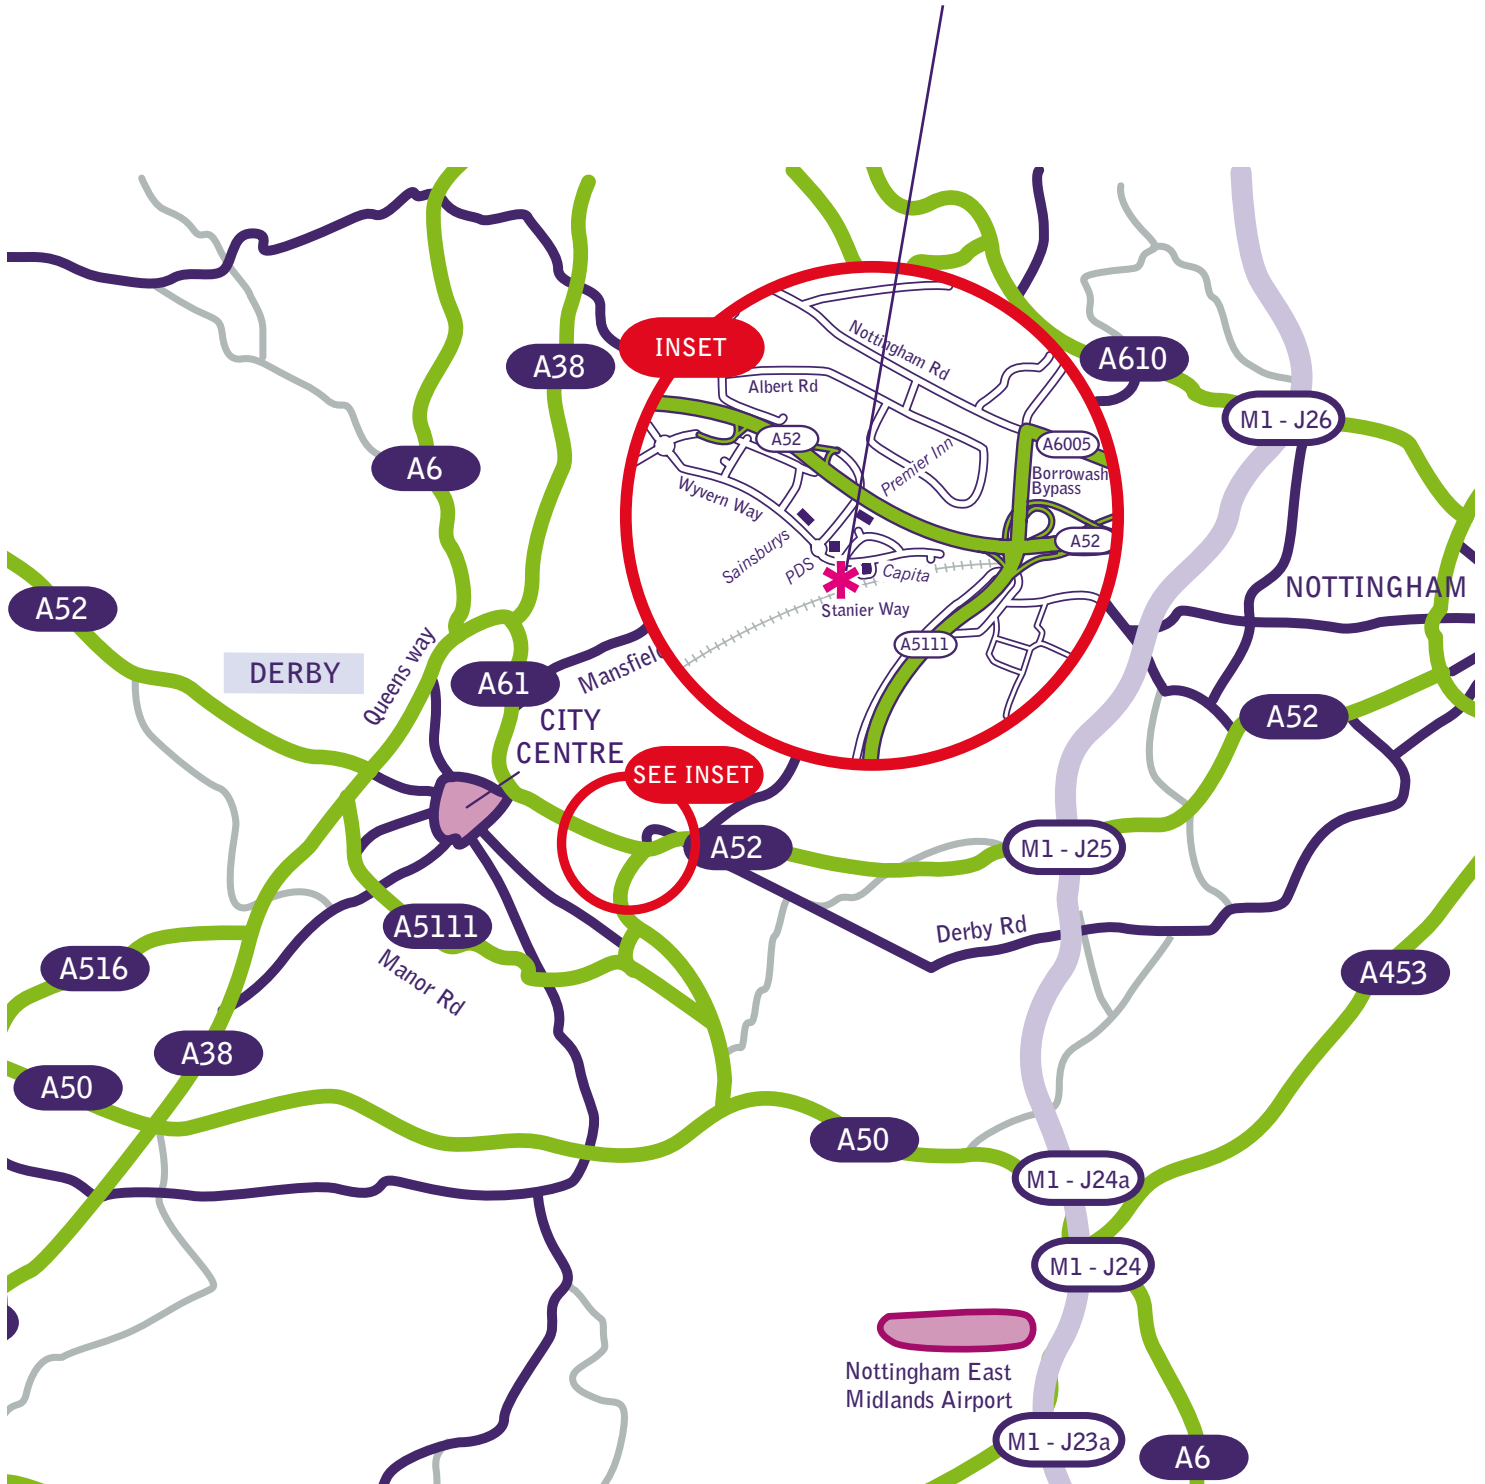 INSET
Nottingham Rd
Albert Rd
A38
A610
M1 - J26
A52
A6005
Premier Inn
Borrowash
Bypass
A6
Wyvern Way
A52
Sainsburys
PDS
Capita
Stanier Way
NOTTINGHAM
A52
A5111
Queens way
DERBY
A61
Mansfield
CITY
CENTRE
A52
SEE INSET
A52
M1 - J25
A5111
Derby Rd
A516
Manor Rd
A453
A38
A50
A50
M1 - J24a
M1 - J24
Nottingham East
Midlands Airport
M1 - J23a
A6